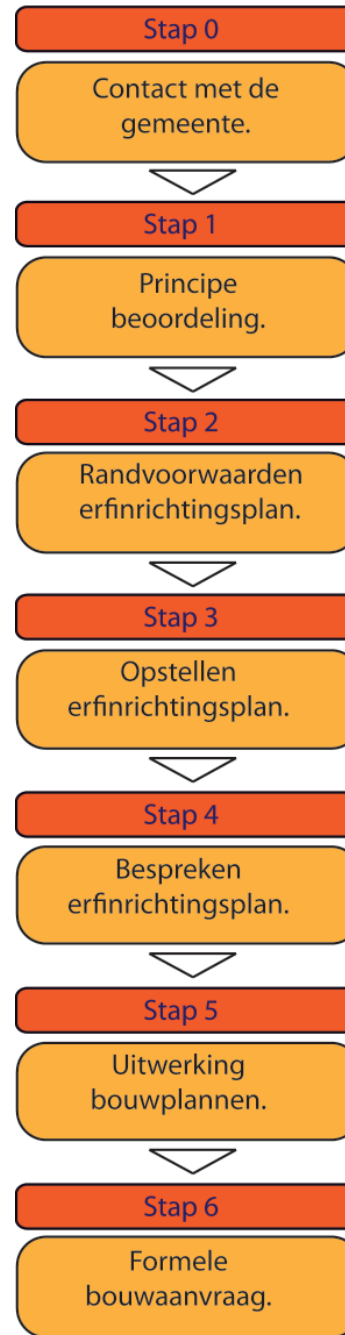 Stap 0
Contact met de
gemeente.
Stap 1
Principe
beoordeling.
Stap 2
Randvoorwaarden
erfinrichtingsplan.
Stap 3
Opstellen
erfinrichtingsplan.
Stap 4
Bespreken
erfinrichtingsplan.
Stap 5
Uitwerking
bouwplannen.
Stap 6
Formele
bouwaanvraag.